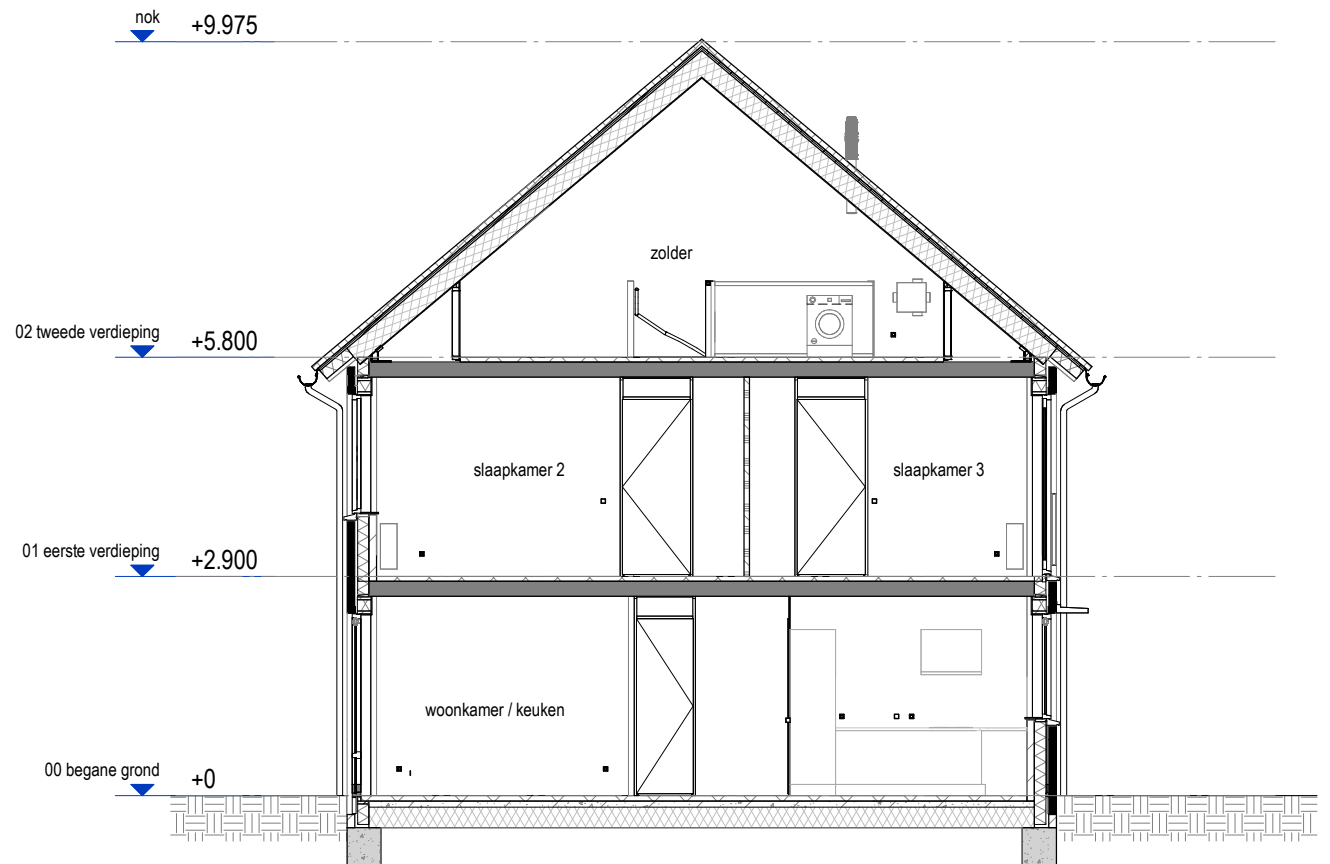 nok +9.975
zolder
02 tweede verdieping +5.800
slaapkamer 2 slaapkamer 3
01 eerste verdieping +2.900
woonkamer / keuken
00 begane grond +0